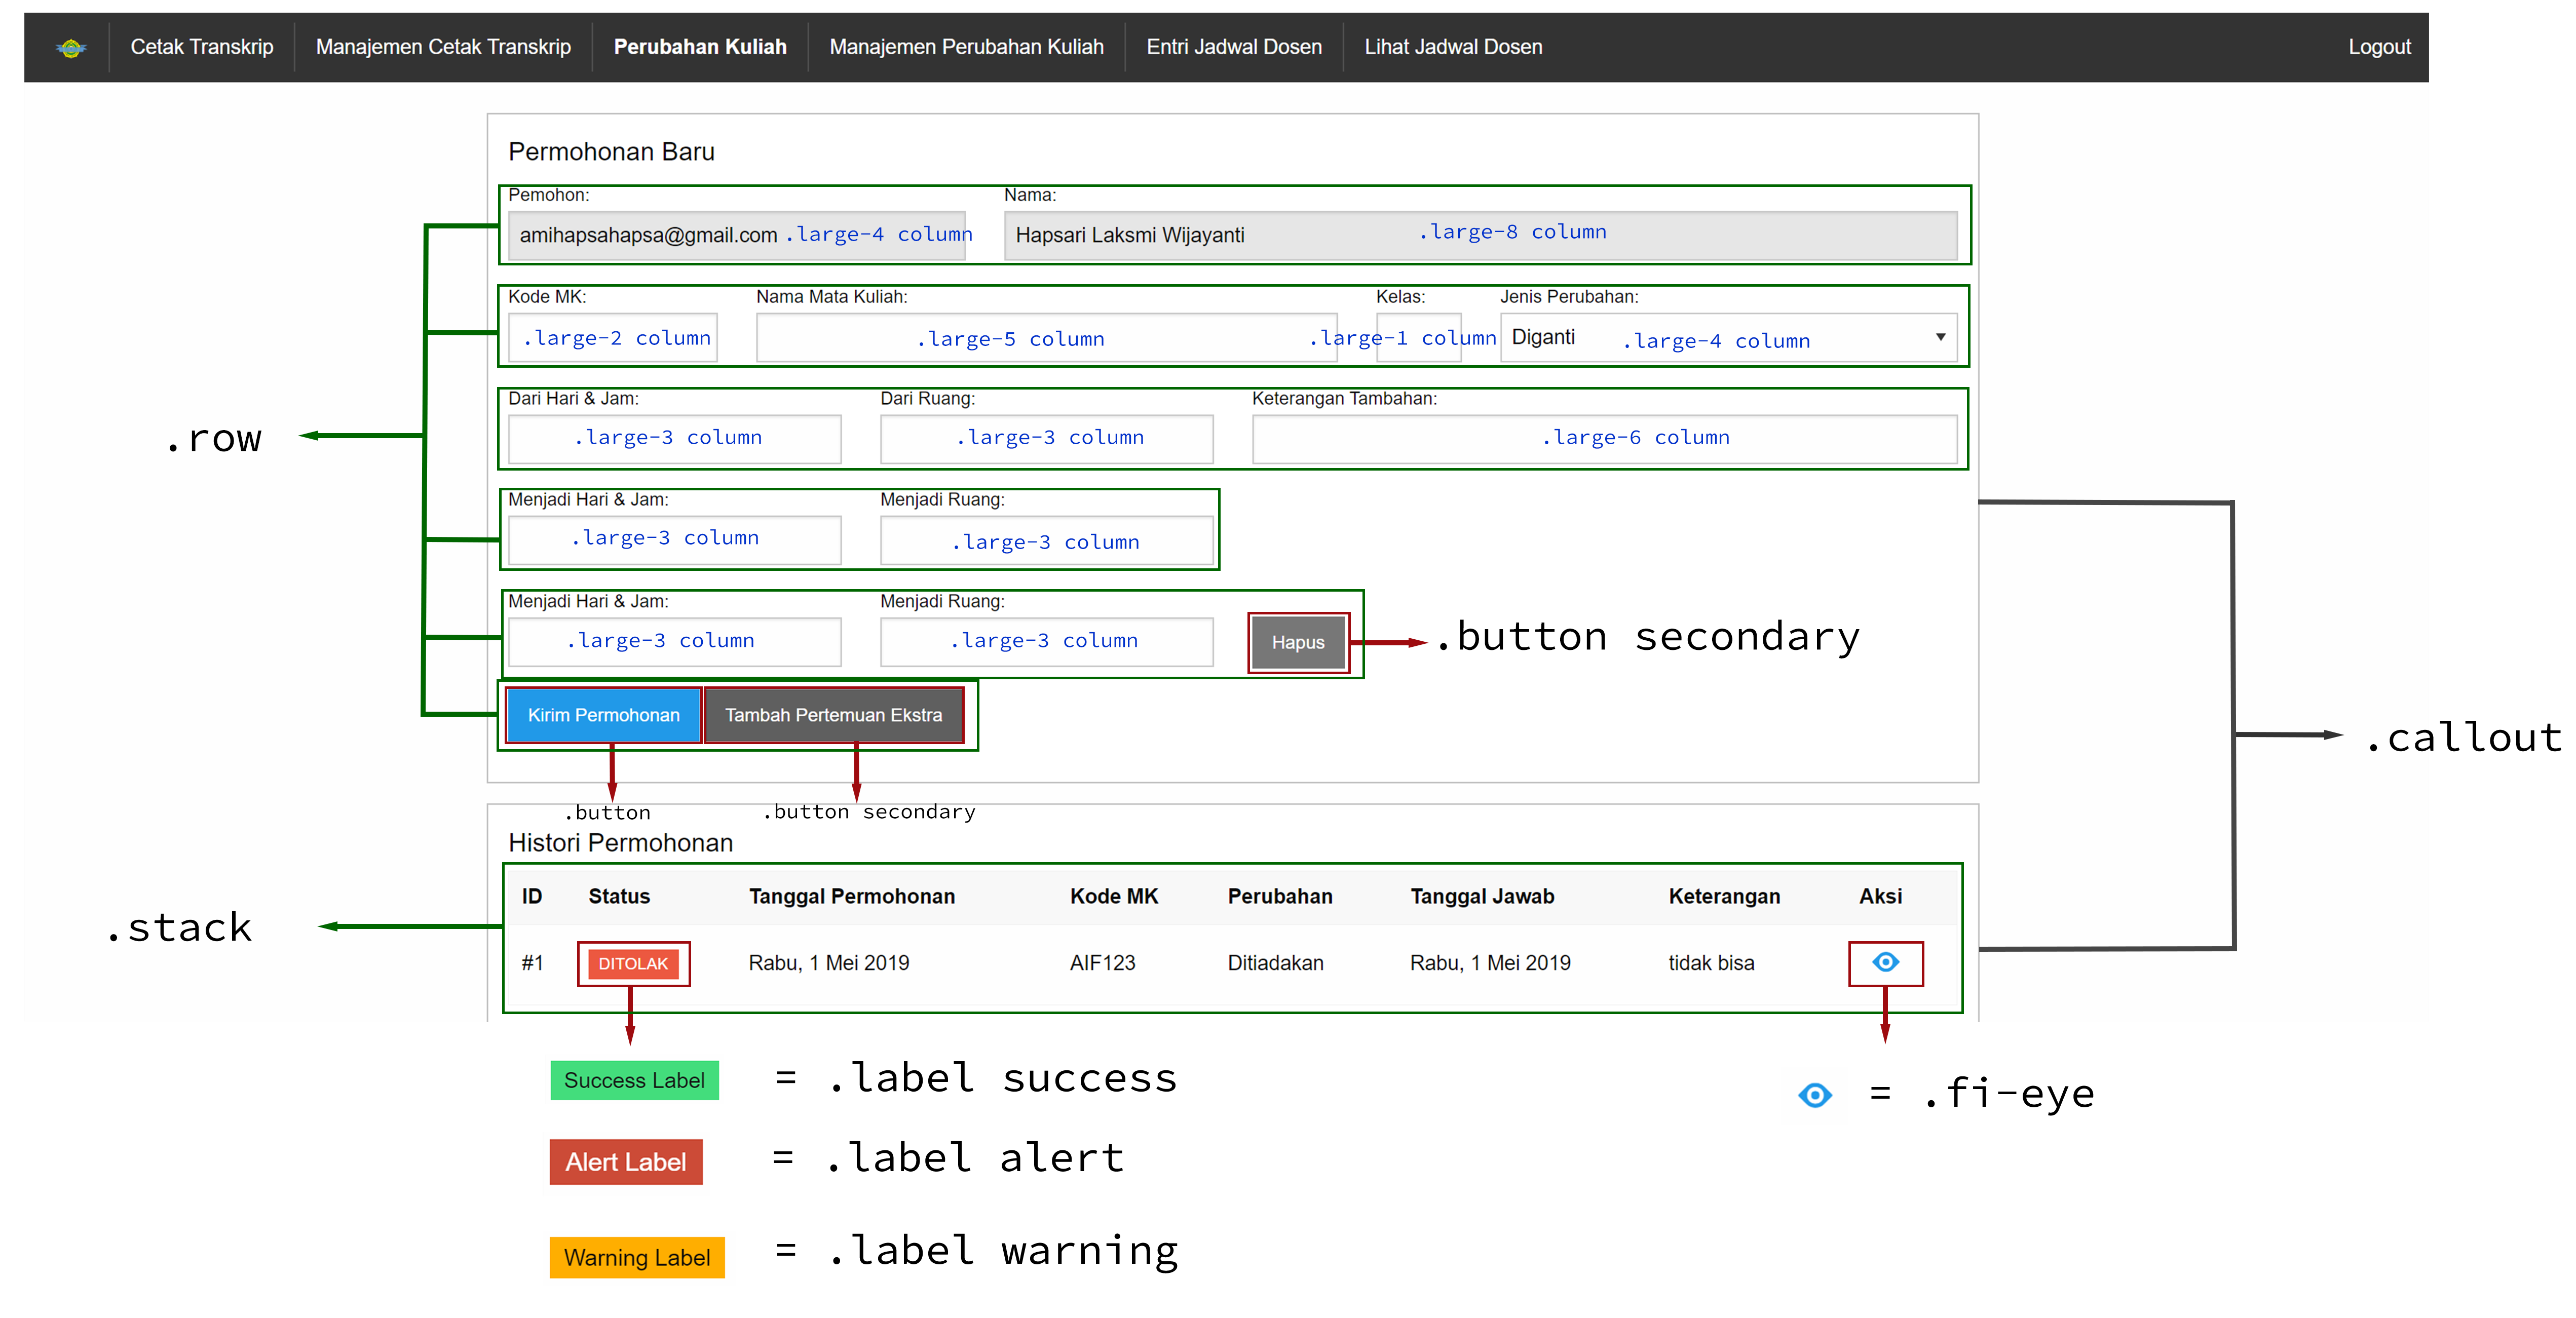 Cetak Transkrip Manajemen Cetak Transkrip Perubahan Kuliah Manajemen Perubahan Kuliah Entri Jadwal Dosen Lihat Jadwal Dosen Logout
Permohonan Baru
Pemohon: Nama:
amihapsahapsa@gmail.com .large-4 column Hapsari Laksmi Wijayanti .large-8 column
Kode MK: Nama Mata Kuliah: Kelas: Jenis Perubahan:
.large-2 column .large-5 column .large-1 column Diganti .large-4 column
Dari Hari & Jam: Dari Ruang: Keterangan Tambahan:
.large-3 column .large-3 column .large-6 column
.row
Menjadi Hari & Jam: Menjadi Ruang:
.large-3 column .large-3 column
Menjadi Hari & Jam: Menjadi Ruang:
.large-3 column .large-3 column Hapus .button secondary
Kirim Permohonan Tambah Pertemuan Ekstra
.callout
.button .button secondary
Histori Permohonan
ID Status Tanggal Permohonan Kode MK Perubahan Tanggal Jawab Keterangan Aksi
.stack
#1 DITOLAK Rabu, 1 Mei 2019 AIF123 Ditiadakan Rabu, 1 Mei 2019 tidak bisa
Success Label = .label success
= .fi-eye
Alert Label = .label alert
Warning Label = .label warning